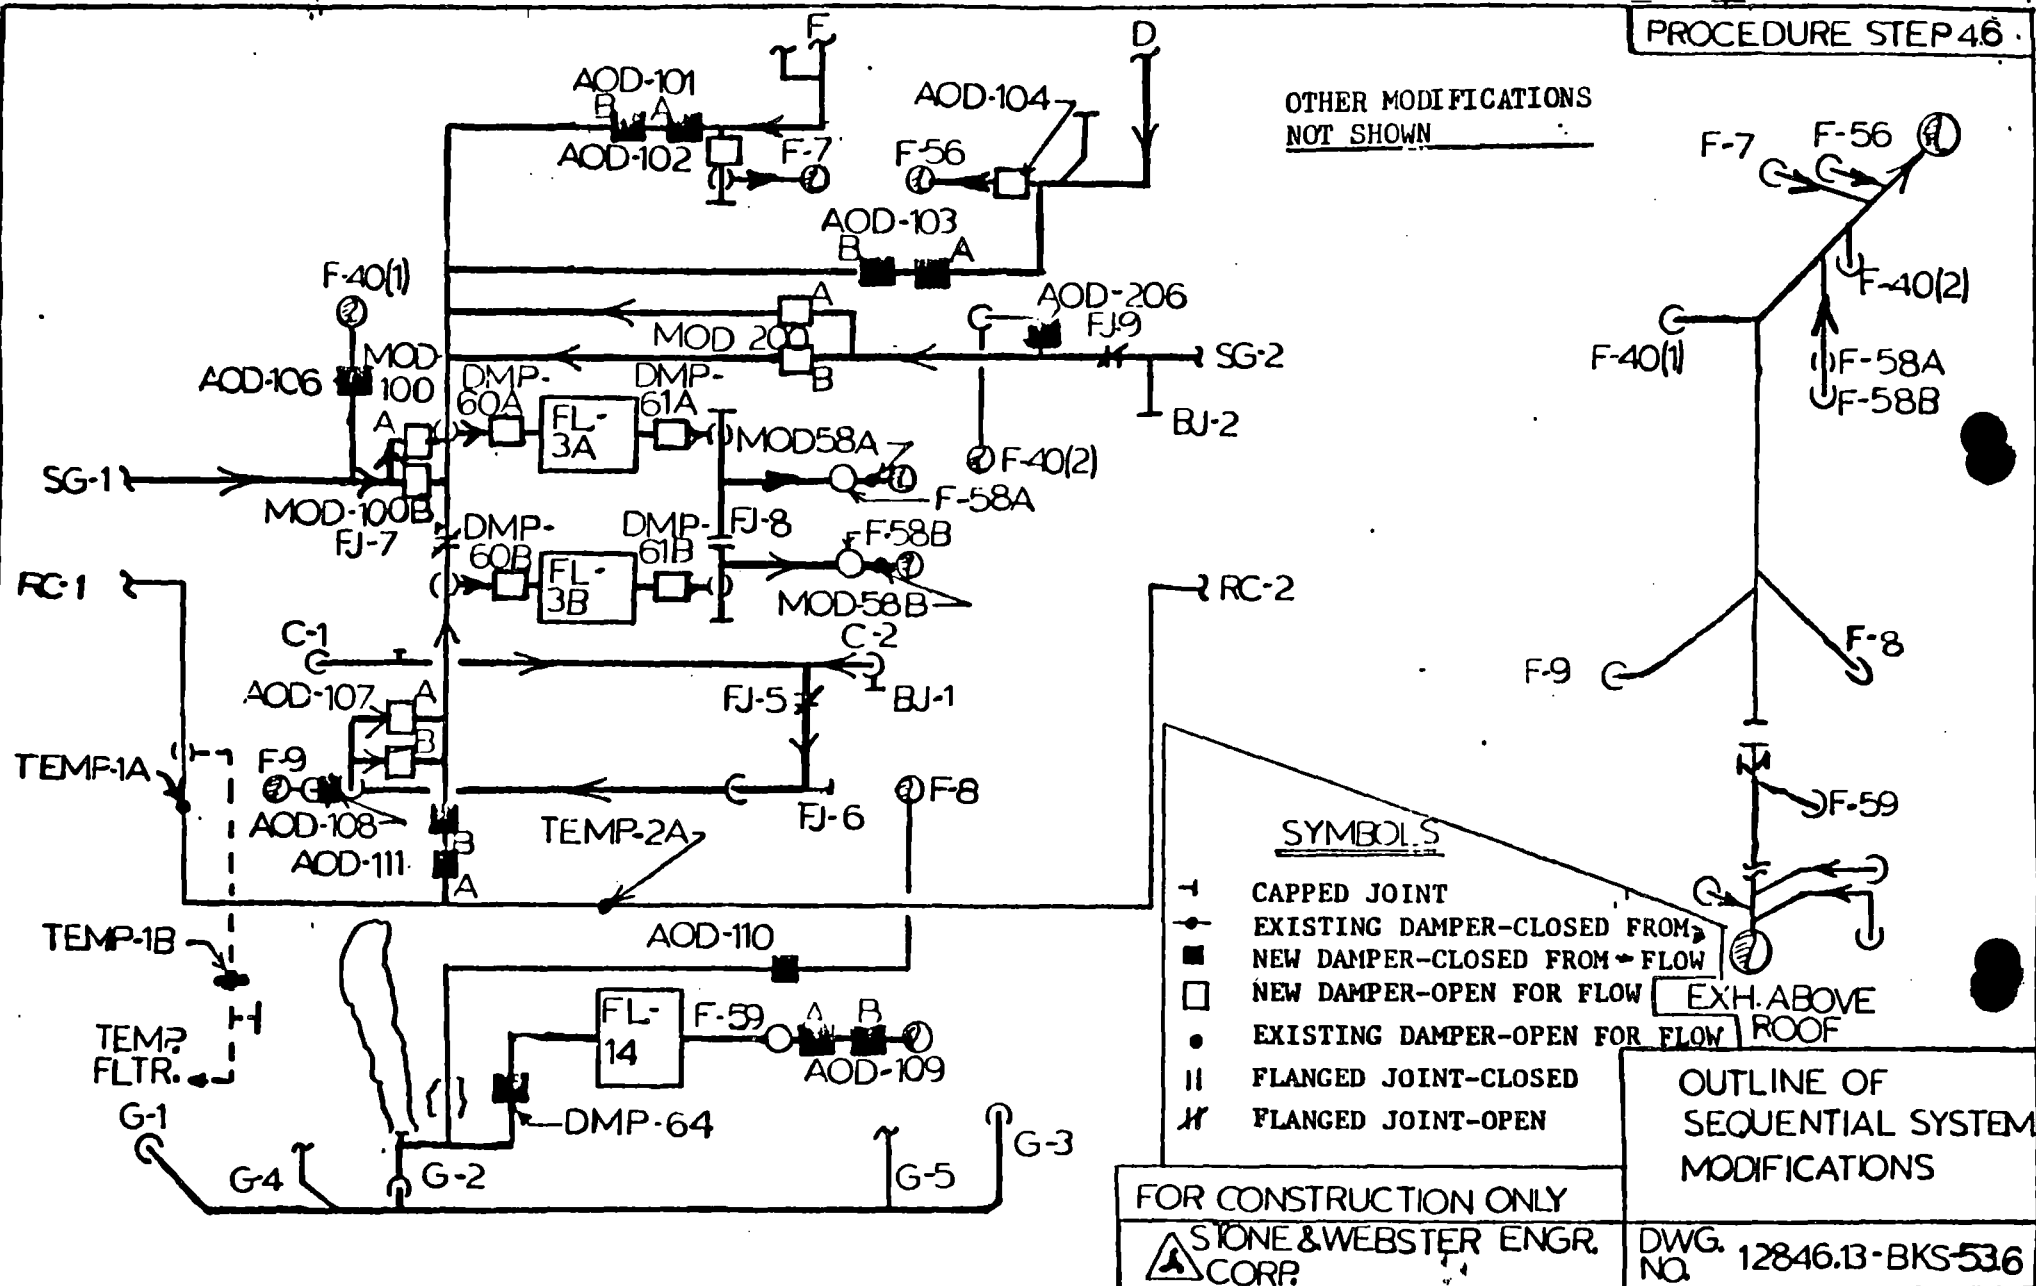 PROCEDURE STEP 4.6
F
D
AOD-101
B A
AOD-104
OTHER MODIFICATIONS
NOT SHOWN
AOD-102
F-7
F-56
F-7
F-56
AOD-103
B A
F-40(1)
A
AOD-206
FJ-9
F-40(2)
MOD 200
B
SG-2
F-40(1)
F-58A
F-58B
MOD-
100
AOD-106
DMP-
60A
DMP-
61A
A
FL-
3A
BJ-2
MOD58A
F-40(2)
SG-1
F-58A
MOD-100B
FJ-7
DMP-
60B
DMP-
61B
FJ-8
F-58B
FL-
3B
RC-1
MOD-58B
RC-2
C-1
C-2
F-8
F-9
AOD-107
A
FJ-5
BJ-1
B
F-9
TEMP-1A
F-8
F-59
AOD-108
FJ-6
TEMP-2A
B
AOD-111
A
SYMBOLS
CAPPED JOINT
EXISTING DAMPER-CLOSED FROM
NEW DAMPER-CLOSED FROM FLOW
NEW DAMPER-OPEN FOR FLOW
EXISTING DAMPER-OPEN FOR FLOW
FLANGED JOINT-CLOSED
FLANGED JOINT-OPEN
EXH. ABOVE
ROOF
TEMP-1B
AOD-110
FL-
14
F-59
A B
AOD-109
TEMP.
FLTR.
DMP-64
G-1
G-4
G-2
G-5
G-3
OUTLINE OF
SEQUENTIAL SYSTEM
MODIFICATIONS
FOR CONSTRUCTION ONLY
STONE & WEBSTER ENGR.
CORP.
DWG.
NO. 12846.13-BKS-53.6